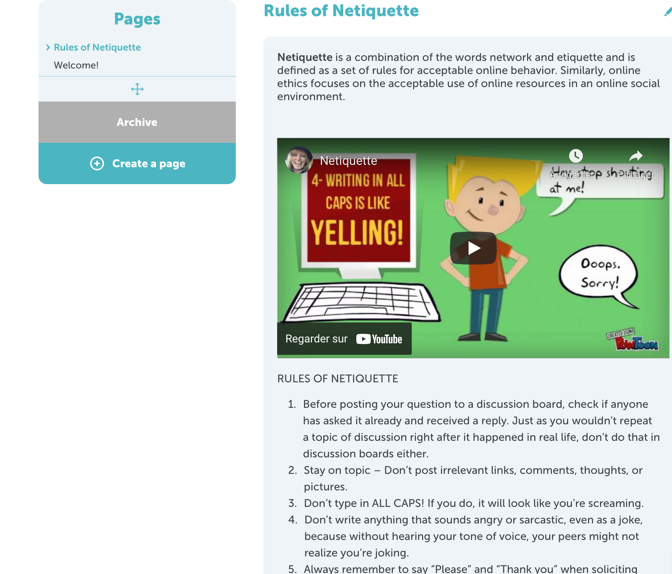 Pages
Rules of Netiquette
Welcome!
Archive
Create a page
Rules of Netiquette
Netiquette is a combination of the words network and etiquette and is
defined as a set of rules for acceptable online behavior. Similarly, online
ethics focuses on the acceptable use of online resources in an online social
environment.
Netiquette
4- WRITING IN ALL
CAPS IS LIKE
YELLING!
Hey, stop shouting
at me!
Ooops.
Sorry!
Regarder sur YouTube
PowToon
RULES OF NETIQUETTE
1. Before posting your question to a discussion board, check if anyone
has asked it already and received a reply. Just as you wouldn't repeat
a topic of discussion right after it happened in real life, don't do that in
discussion boards either.
2. Stay on topic – Don't post irrelevant links, comments, thoughts, or
pictures.
3. Don't type in ALL CAPS! If you do, it will look like you're screaming.
4. Don't write anything that sounds angry or sarcastic, even as a joke,
because without hearing your tone of voice, your peers might not
realize you're joking.
5. Always remember to say "Please" and "Thank you" when soliciting